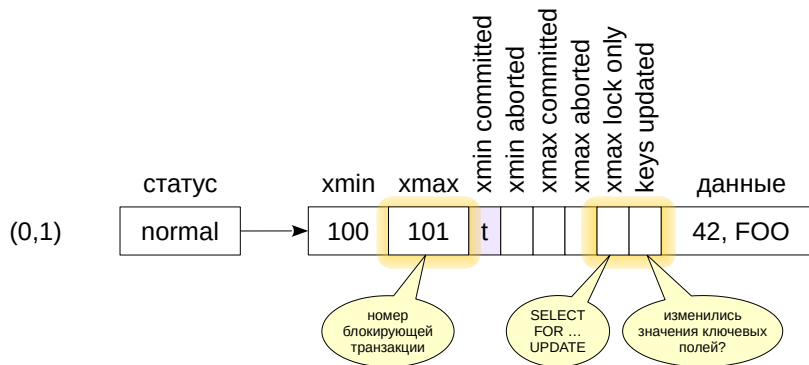 xmin committed
xmin aborted
xmax committed
xmax aborted
xmax lock only
keys updated
статус xmin xmax данные
(0,1) normal 100 101 t 42, FOO
номер
блокирующей
транзакции
SELECT
FOR ...
UPDATE
изменились
значения ключевых
полей?